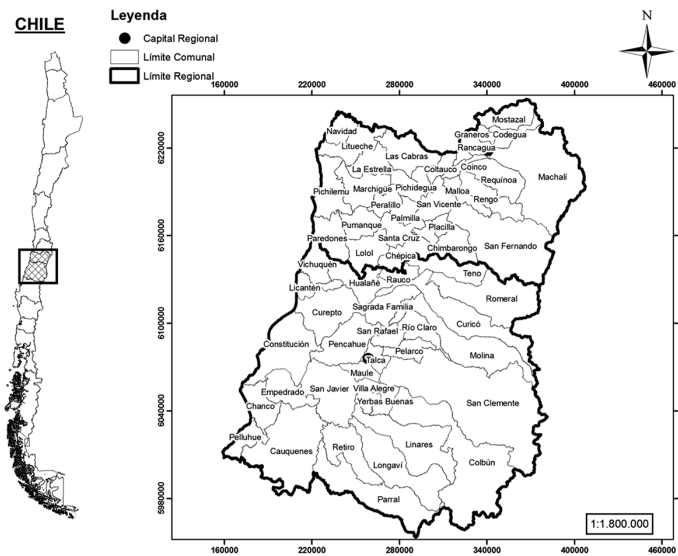 CHILE
Leyenda
Capital Regional
Límite Comunal
Límite Regional
N
160000 220000 280000 340000 400000 460000
6220000
6160000
6100000
6040000
5980000
Mostazal
Graneros Codegua
Rancagua
Navidad
Litueche
Las Cabras
La Estrella
Coltauco
Coinco
Machalí
Requínoa
Pichilemu
Marchigüe
Pichidegua
Malloa
Rengo
Peralillo
San Vicente
Palmilla
Pumanque
Placilla
Paredones
Santa Cruz
Chimbarongo
San Fernando
Lolol
Chépica
Vichuquén
Teno
Licantén
Hualañé
Rauco
Romeral
Curepto
Sagrada Familia
Curicó
San Rafael
Río Claro
Constitución
Pencahue
Pelarco
Molina
Talca
Maule
Empedrado
San Javier
Villa Alegre
San Clemente
Chanco
Yerbas Buenas
Pelluhue
Cauquenes
Retiro
Linares
Longaví
Colbún
Parral
6220000
6160000
6100000
6040000
5980000
160000 220000 280000 340000 400000 460000
1:1.800.000